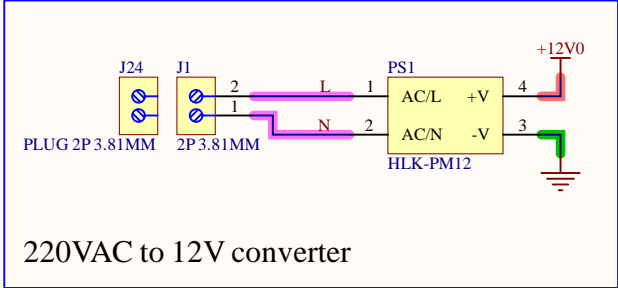 +12V0
J24 J1 PS1
2 L 1 AC/L +V 4
1 N 2 AC/N -V 3
PLUG 2P 3.81MM 2P 3.81MM
HLK-PM12
220VAC to 12V converter